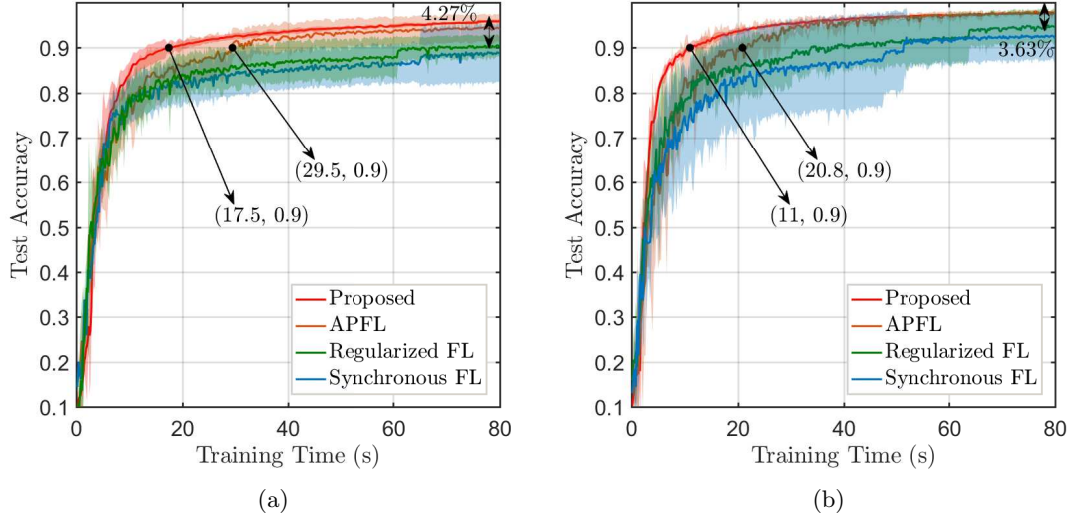 4.27%
0.9
0.8
0.7
0.6
0.5
0.4
0.3
0.2
0.1
Test Accuracy
(29.5, 0.9)
(17.5, 0.9)
Proposed
APFL
Regularized FL
Synchronous FL
0 20 40 60 80
Training Time (s)
(a)
3.63%
0.9
0.8
0.7
0.6
0.5
0.4
0.3
0.2
0.1
Test Accuracy
(20.8, 0.9)
(11, 0.9)
Proposed
APFL
Regularized FL
Synchronous FL
0 20 40 60 80
Training Time (s)
(b)